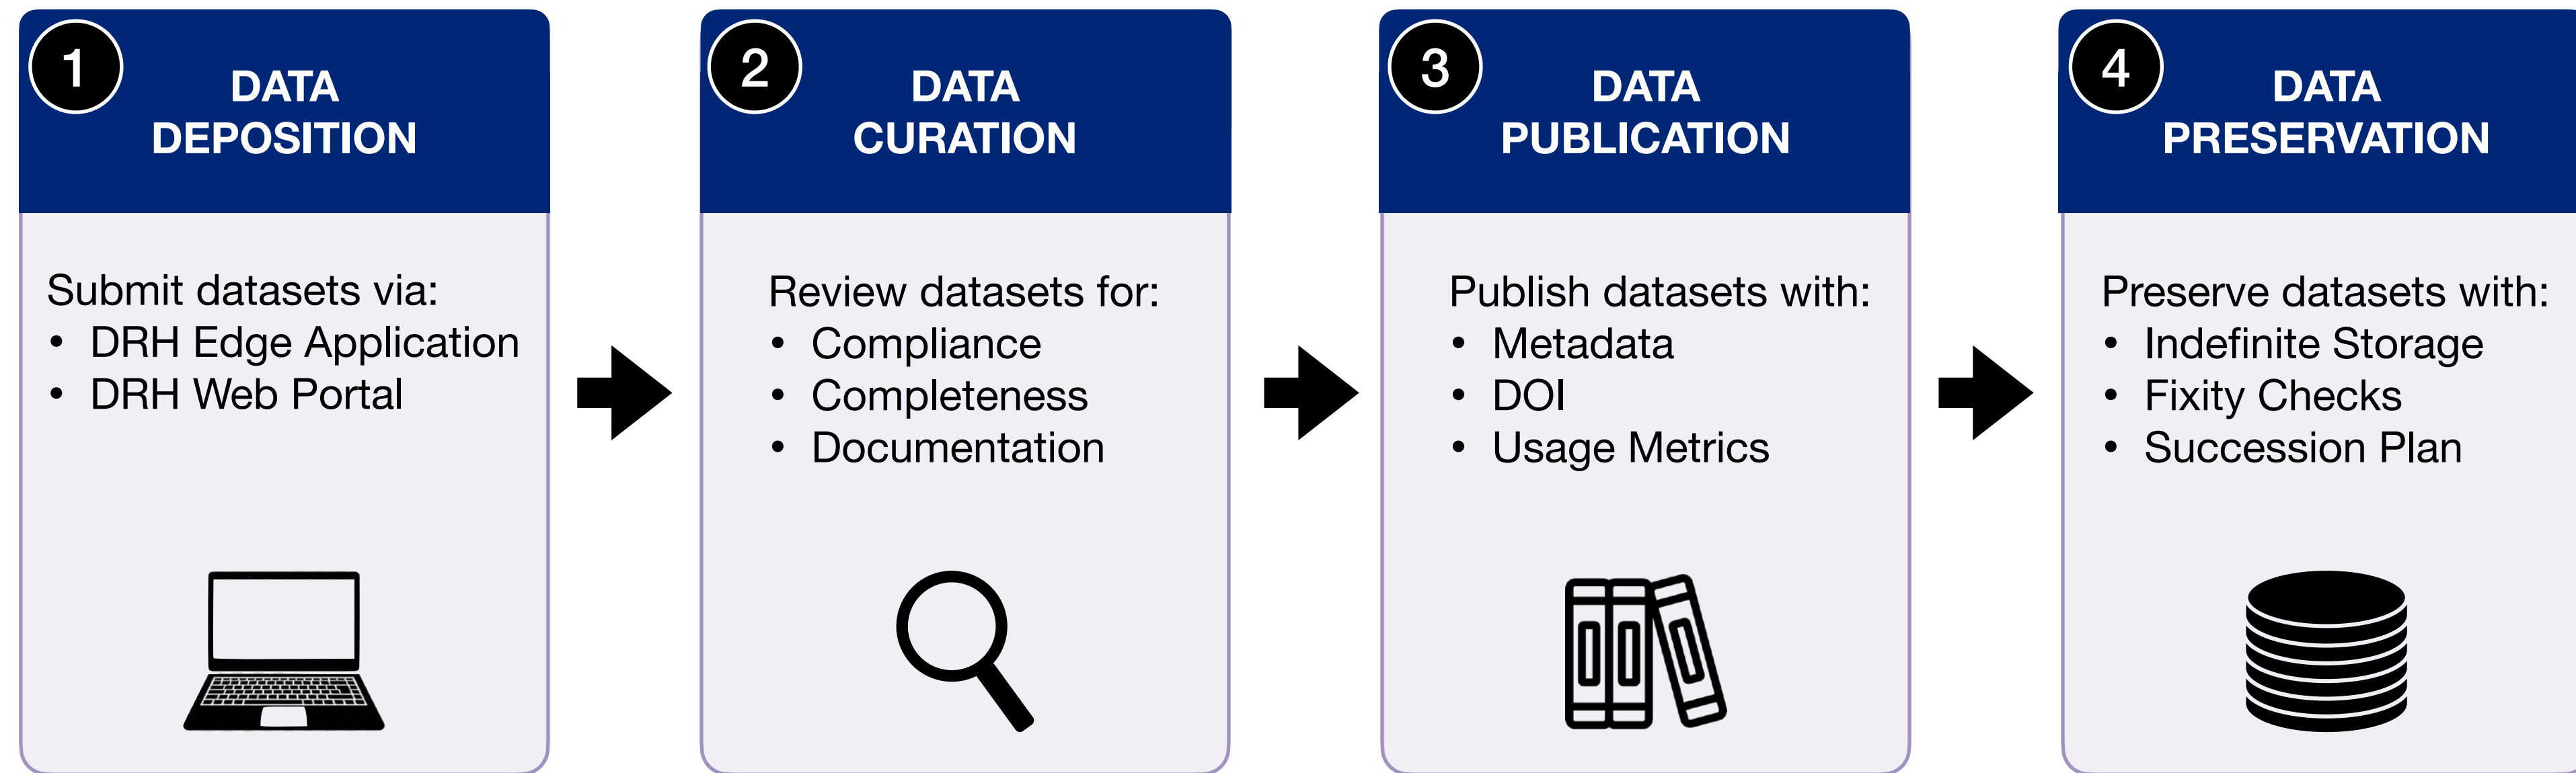 1
DATA
DEPOSITION
Submit datasets via:
• DRH Edge Application
• DRH Web Portal
2
DATA
CURATION
Review datasets for:
• Compliance
• Completeness
• Documentation
3
DATA
PUBLICATION
Publish datasets with:
• Metadata
• DOI
• Usage Metrics
4
DATA
PRESERVATION
Preserve datasets with:
• Indefinite Storage
• Fixity Checks
• Succession Plan